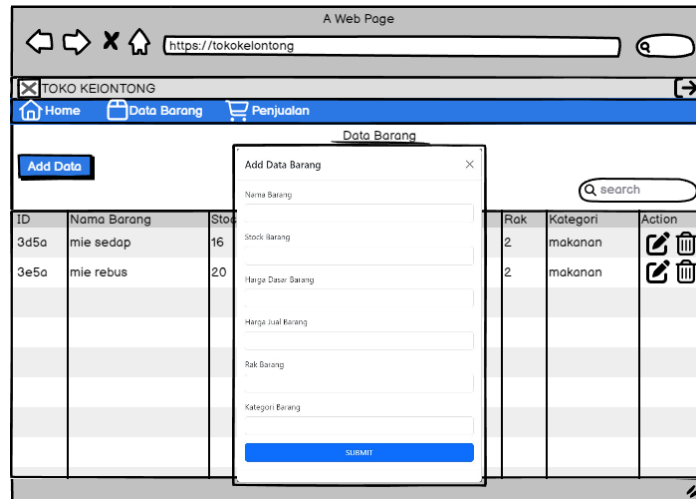 A Web Page
https://tokokelontong
TOKO KElONTONG
Home Data Barang Penjualan
Data Barang
Add Data
search
ID Nama Barang Stoc Rak Kategori Action
3d5a mie sedap 16 2 makanan
3e5a mie rebus 20 2 makanan
Add Data Barang
Nama Barang
Stock Barang
Harga Dasar Barang
Harga Jual Barang
Rak Barang
Kategori Barang
SUBMIT